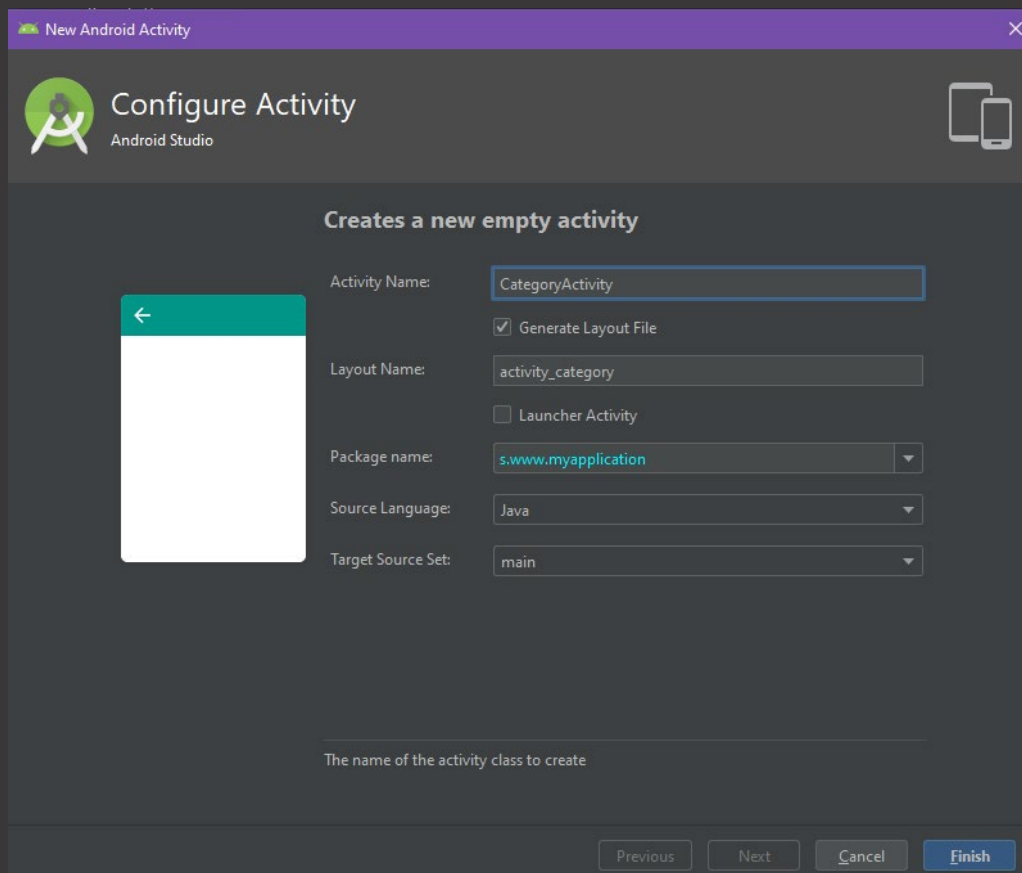 New Android Activity
Configure Activity
Android Studio
Creates a new empty activity
Activity Name: CategoryActivity
Generate Layout File
Layout Name: activity_category
Launcher Activity
Package name: s.www.myapplication
Source Language: Java
Target Source Set: main
The name of the activity class to create
Previous Next Cancel Finish